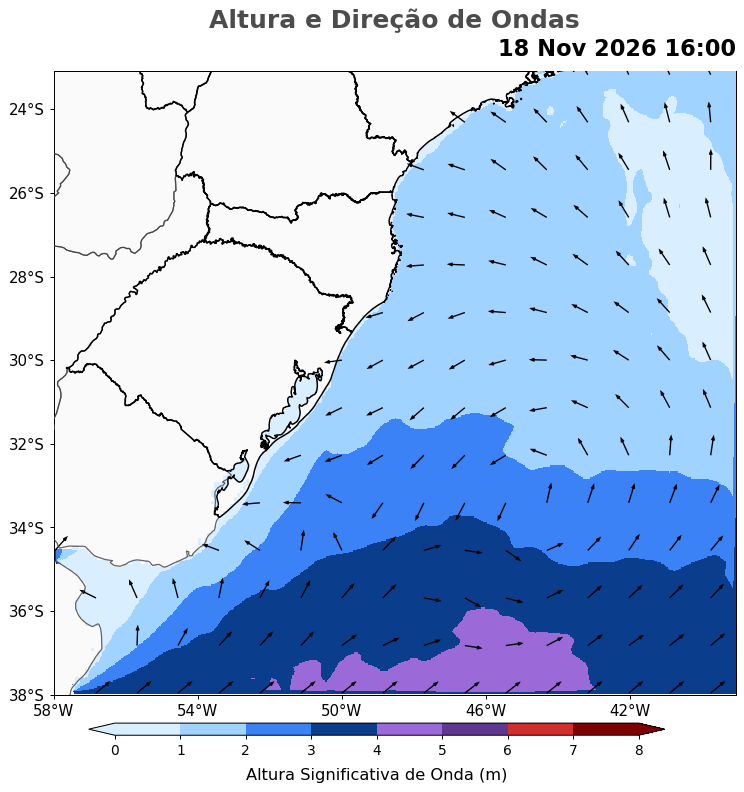 Altura e Direção de Ondas
18 Nov 2026 16:00
24°S
26°S
28°S
30°S
32°S
34°S
36°S
38°S
58°W 54°W 50°W 46°W 42°W
0 1 2 3 4 5 6 7 8
Altura Significativa de Onda (m)